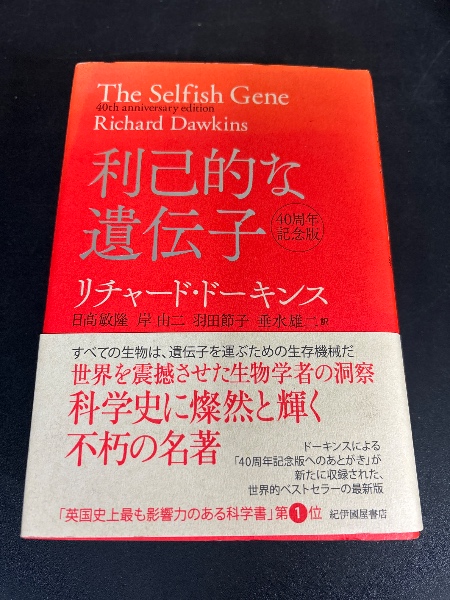 The Selfish Gene
40th anniversary edition
Richard Dawkins
利己的な
遺伝子
40周年
記念版
リチャード・ドーキンス
日髙敏隆 岸由二 羽田節子 垂水雄二 訳
すべての生物は、遺伝子を運ぶための生存機械だ
世界を震撼させた生物学者の洞察
科学史に燦然と輝く
不朽の名著
ドーキンスによる
「40周年記念版へのあとがき」が
新たに収録された、
世界的ベストセラーの最新版
「英国史上最も影響力のある科学書」第1位
紀伊國屋書店